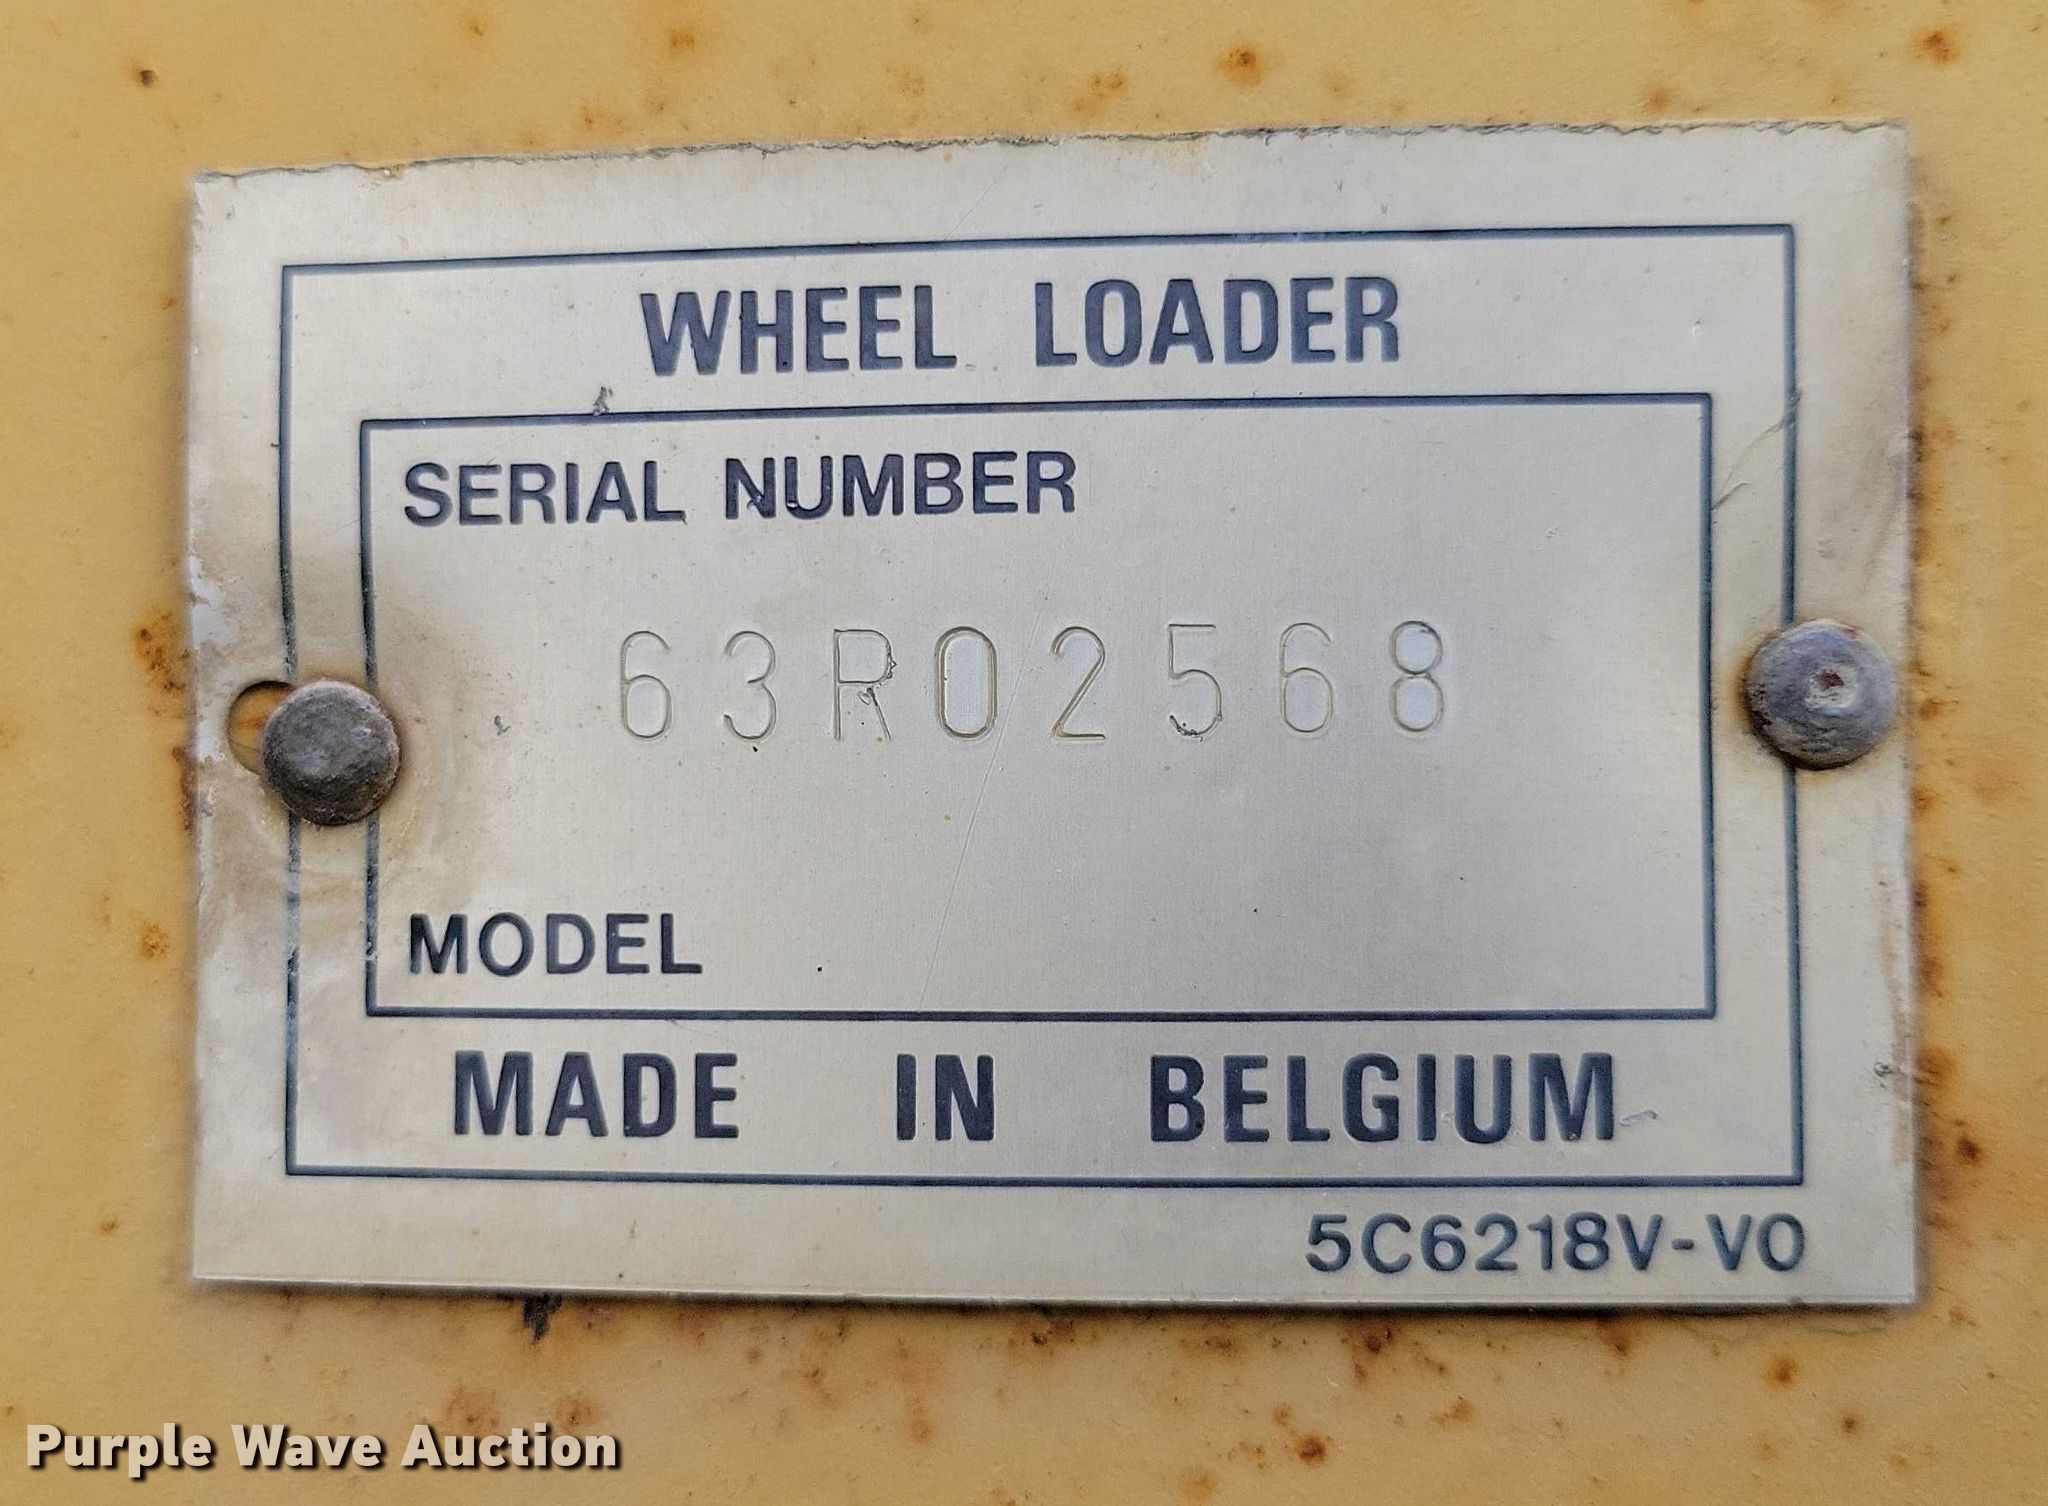 WHEEL LOADER
SERIAL NUMBER
63R02568
MODEL
MADE IN BELGIUM
5C6218V-V0
Purple Wave Auction